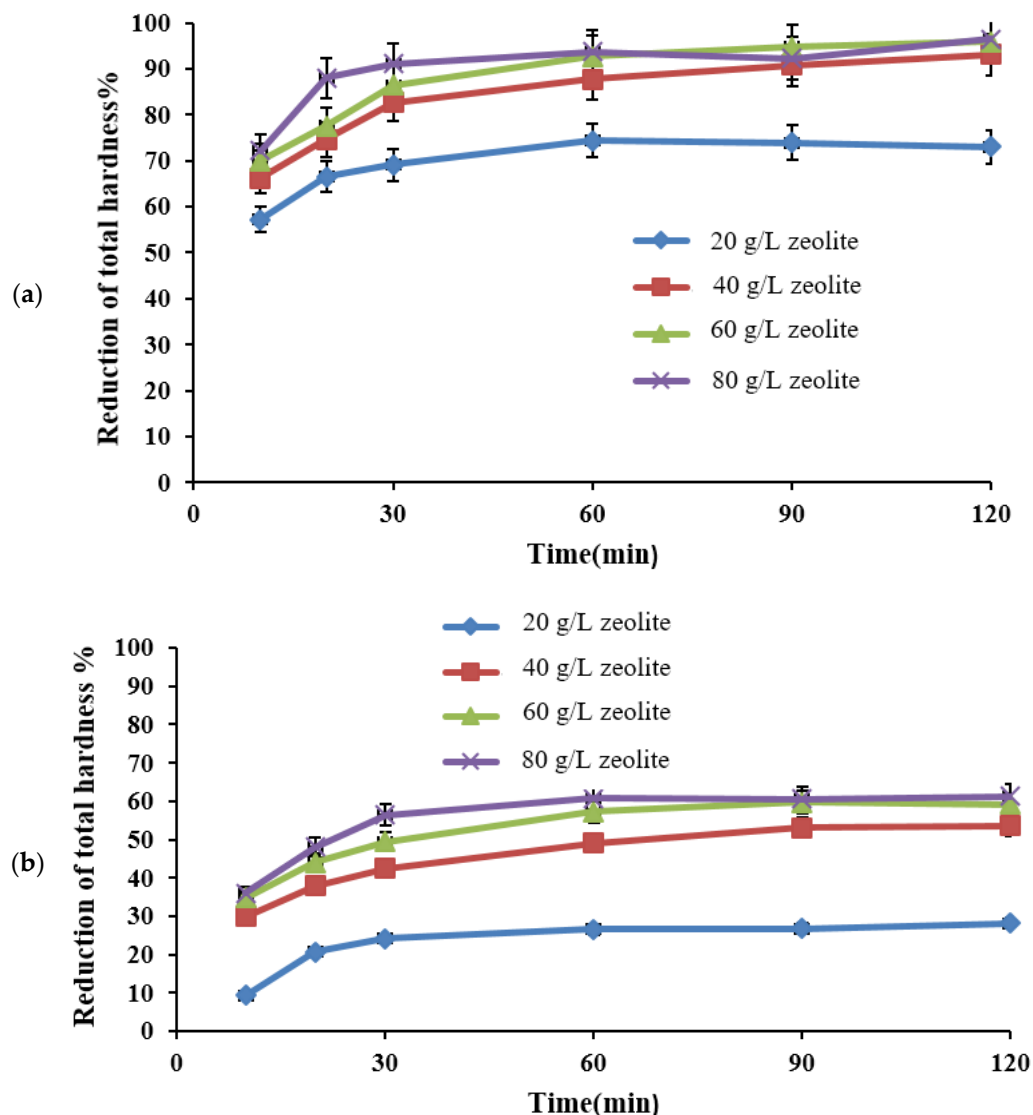 (a)
Reduction of total hardness%
100
90
80
70
60
50
40
30
20
10
0
20 g/L zeolite
40 g/L zeolite
60 g/L zeolite
80 g/L zeolite
0 30 60 90 120
Time(min)
(b)
Reduction of total hardness %
20 g/L zeolite
40 g/L zeolite
60 g/L zeolite
80 g/L zeolite
100
90
80
70
60
50
40
30
20
10
0
0 30 60 90 120
Time(min)